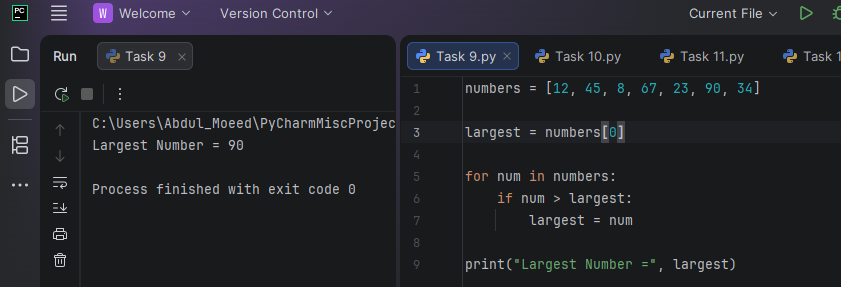 PC
W Welcome
Version Control
Current File
Run
Task 9
C:\Users\Abdul_Moeed\PyCharmMiscProjec
Largest Number = 90
Process finished with exit code 0
Task 9.py
Task 10.py
Task 11.py
Task 1
1 numbers = [12, 45, 8, 67, 23, 90, 34]
2
3 largest = numbers[0]
4
5 for num in numbers:
6     if num > largest:
7         largest = num
8
9 print("Largest Number =", largest)